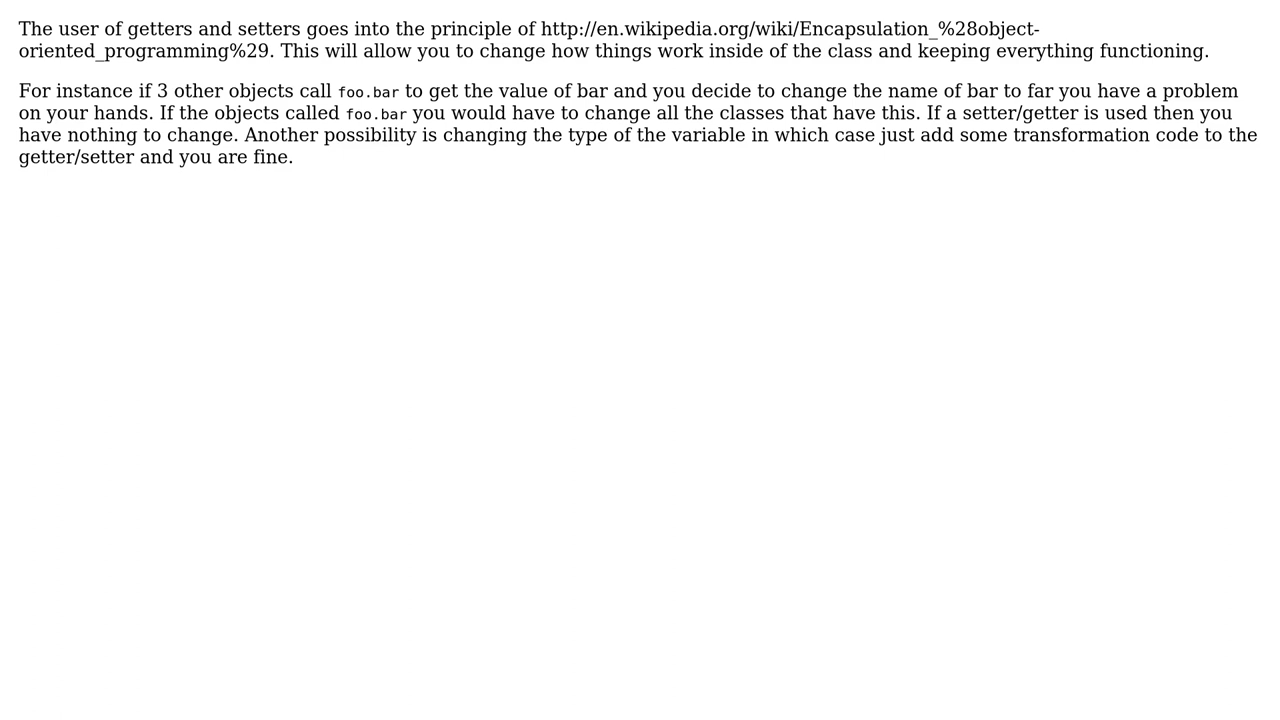 The user of getters and setters goes into the principle of http://en.wikipedia.org/wiki/Encapsulation_%28object-
oriented_programming%29. This will allow you to change how things work inside of the class and keeping everything functioning.
For instance if 3 other objects call foo.bar to get the value of bar and you decide to change the name of bar to far you have a problem
on your hands. If the objects called foo.bar you would have to change all the classes that have this. If a setter/getter is used then you
have nothing to change. Another possibility is changing the type of the variable in which case just add some transformation code to the
getter/setter and you are fine.